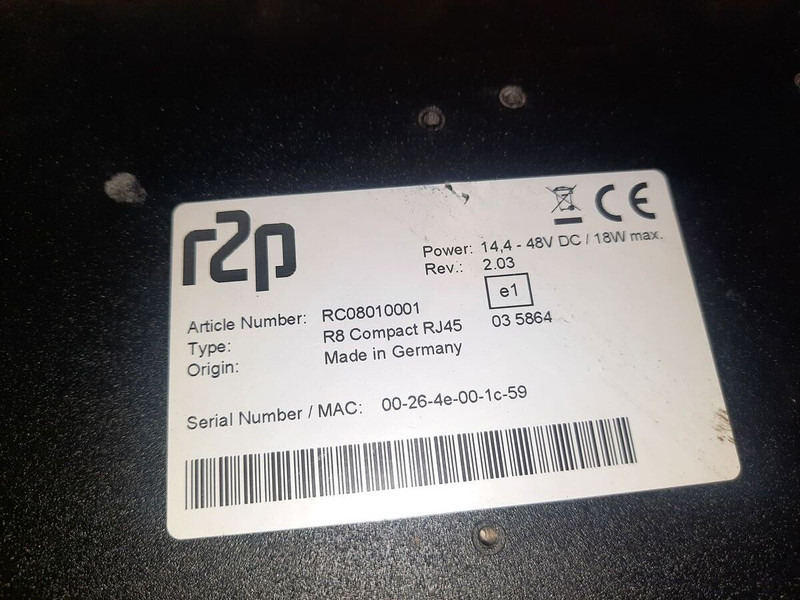 r2p
CE
Power: 14,4 - 48V DC / 18W max.
Rev.: 2.03
e1
03 5864
Article Number: RC08010001
Type: R8 Compact RJ45
Origin: Made in Germany
Serial Number / MAC: 00-26-4e-00-1c-59